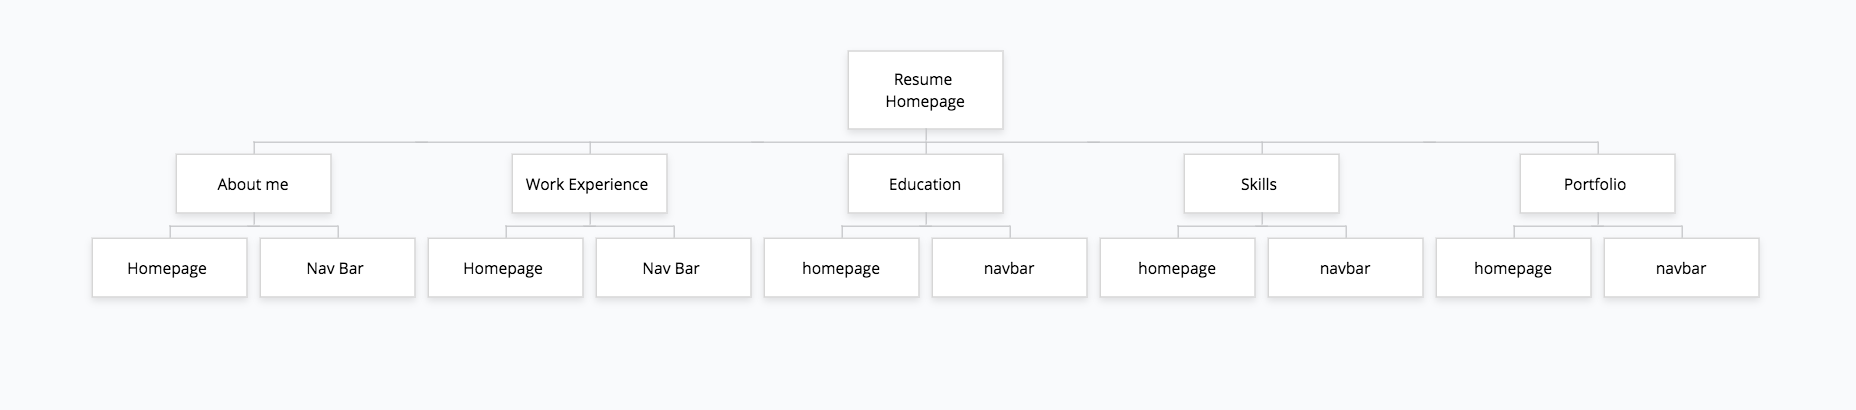 Resume
Homepage
About me
Work Experience
Education
Skills
Portfolio
Homepage
Nav Bar
Homepage
Nav Bar
homepage
navbar
homepage
navbar
homepage
navbar